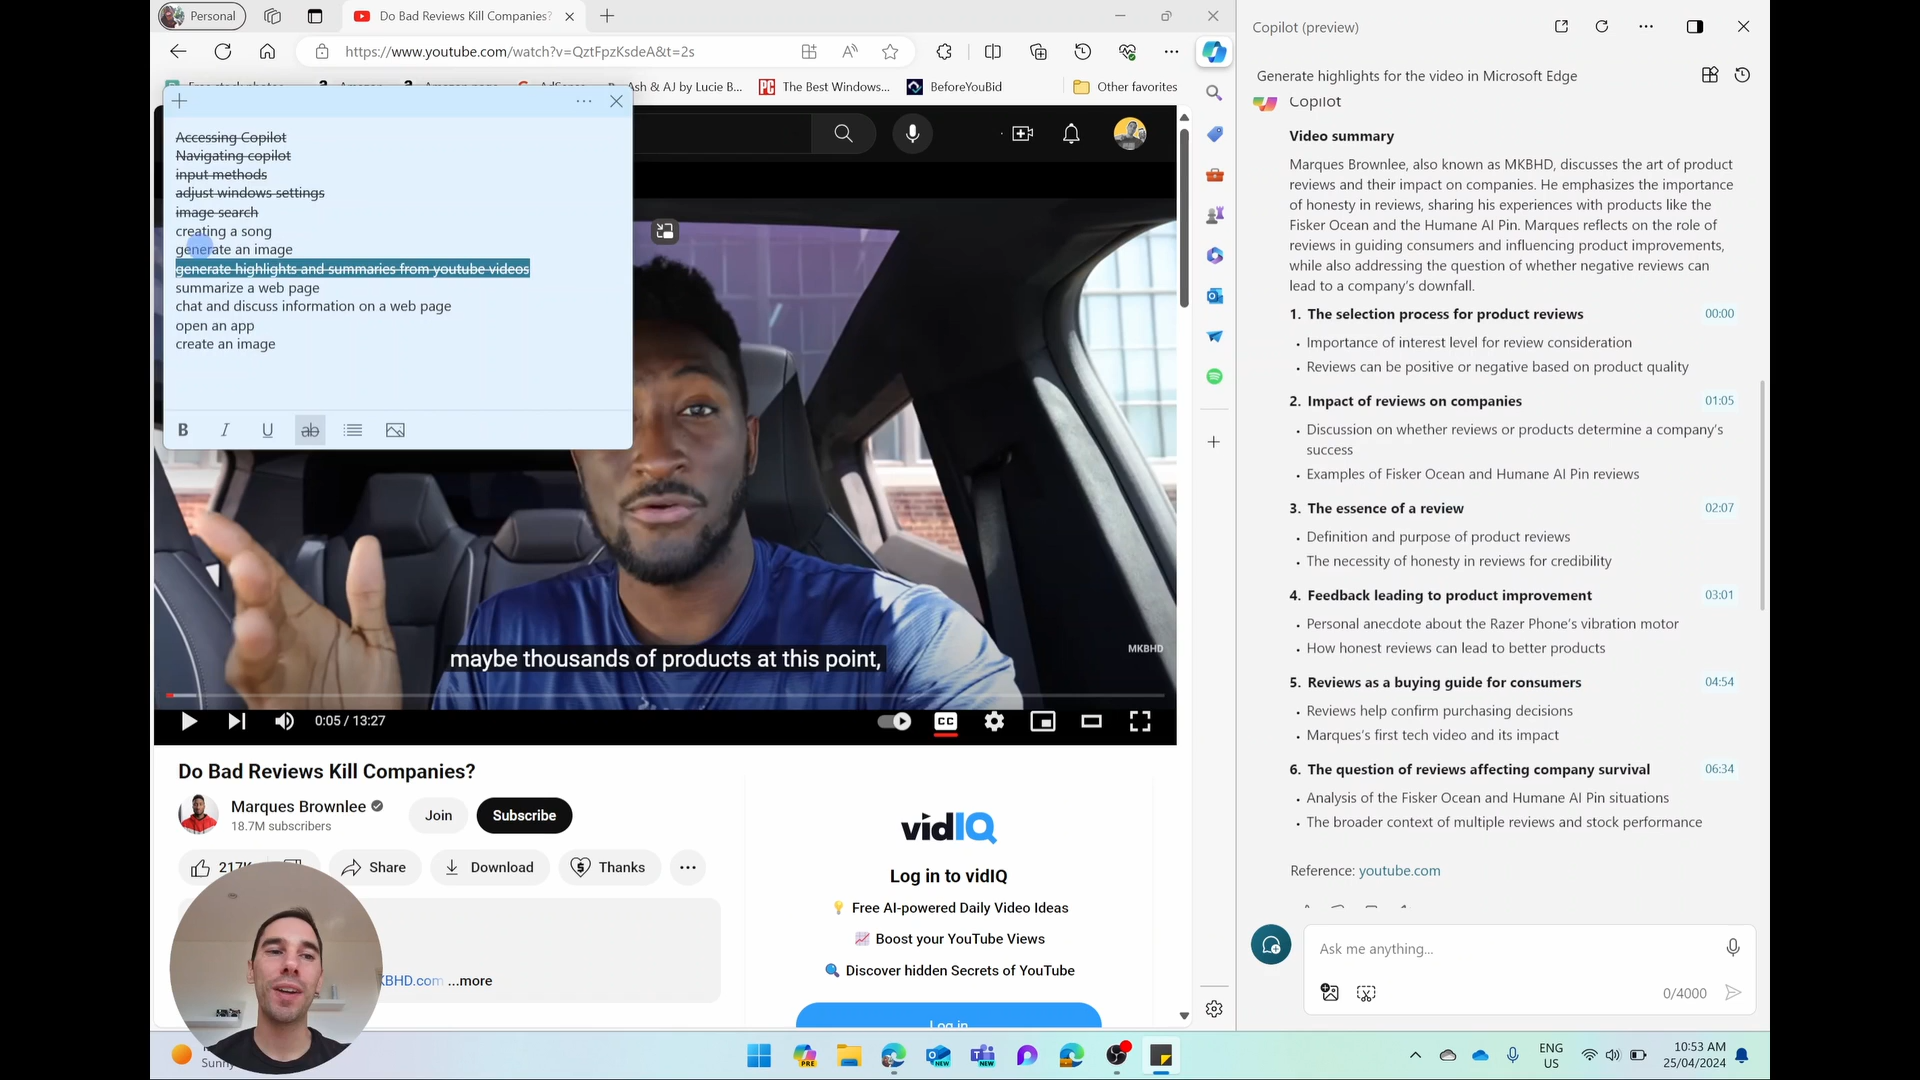 Personal
Do Bad Reviews Kill Companies?
https://www.youtube.com/watch?v=QztFpzKsdeA&t=2s
Ash & AJ by Lucie B...
The Best Windows...
BeforeYouBid
Other favorites
Accessing Copilot
Navigating copilot
input methods
adjust windows settings
image search
creating a song
generate an image
generate highlights and summaries from youtube videos
summarize a web page
chat and discuss information on a web page
open an app
create an image
B I U ab
maybe thousands of products at this point,
MKBHD
0:05 / 13:27
CC
Do Bad Reviews Kill Companies?
Marques Brownlee
18.7M subscribers
Join
Subscribe
217K
Share
Download
Thanks
KBHD.com ...more
vidIQ
Log in to vidIQ
Free AI-powered Daily Video Ideas
Boost your YouTube Views
Discover hidden Secrets of YouTube
Log in
Copilot (preview)
Generate highlights for the video in Microsoft Edge
Copilot
Video summary
Marques Brownlee, also known as MKBHD, discusses the art of product
reviews and their impact on companies. He emphasizes the importance
of honesty in reviews, sharing his experiences with products like the
Fisker Ocean and the Humane AI Pin. Marques reflects on the role of
reviews in guiding consumers and influencing product improvements,
while also addressing the question of whether negative reviews can
lead to a company's downfall.
1. The selection process for product reviews 00:00
• Importance of interest level for review consideration
• Reviews can be positive or negative based on product quality
2. Impact of reviews on companies 01:05
• Discussion on whether reviews or products determine a company's
success
• Examples of Fisker Ocean and Humane AI Pin reviews
3. The essence of a review 02:07
• Definition and purpose of product reviews
• The necessity of honesty in reviews for credibility
4. Feedback leading to product improvement 03:01
• Personal anecdote about the Razer Phone's vibration motor
• How honest reviews can lead to better products
5. Reviews as a buying guide for consumers 04:54
• Reviews help confirm purchasing decisions
• Marques's first tech video and its impact
6. The question of reviews affecting company survival 06:34
• Analysis of the Fisker Ocean and Humane AI Pin situations
• The broader context of multiple reviews and stock performance
Reference: youtube.com
Ask me anything...
0/4000
Sunny
PRE
NEW
NEW
ENG
US
10:53 AM
25/04/2024